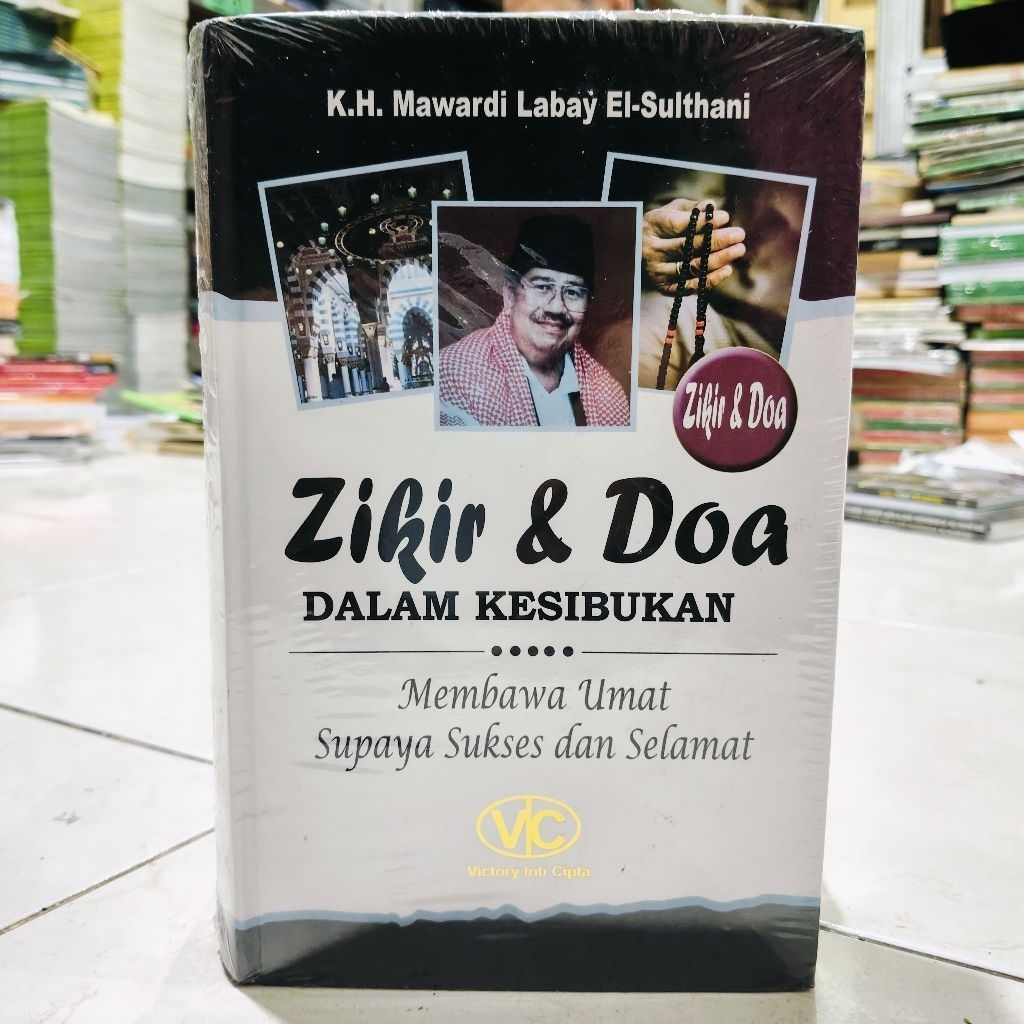 K.H. Mawardi Labay El-Sulthani
Zikir & Doa
Zikir & Doa
DALAM KESIBUKAN
Membawa Umat
Supaya Sukses dan Selamat
VIC
Victory Inti Cipta